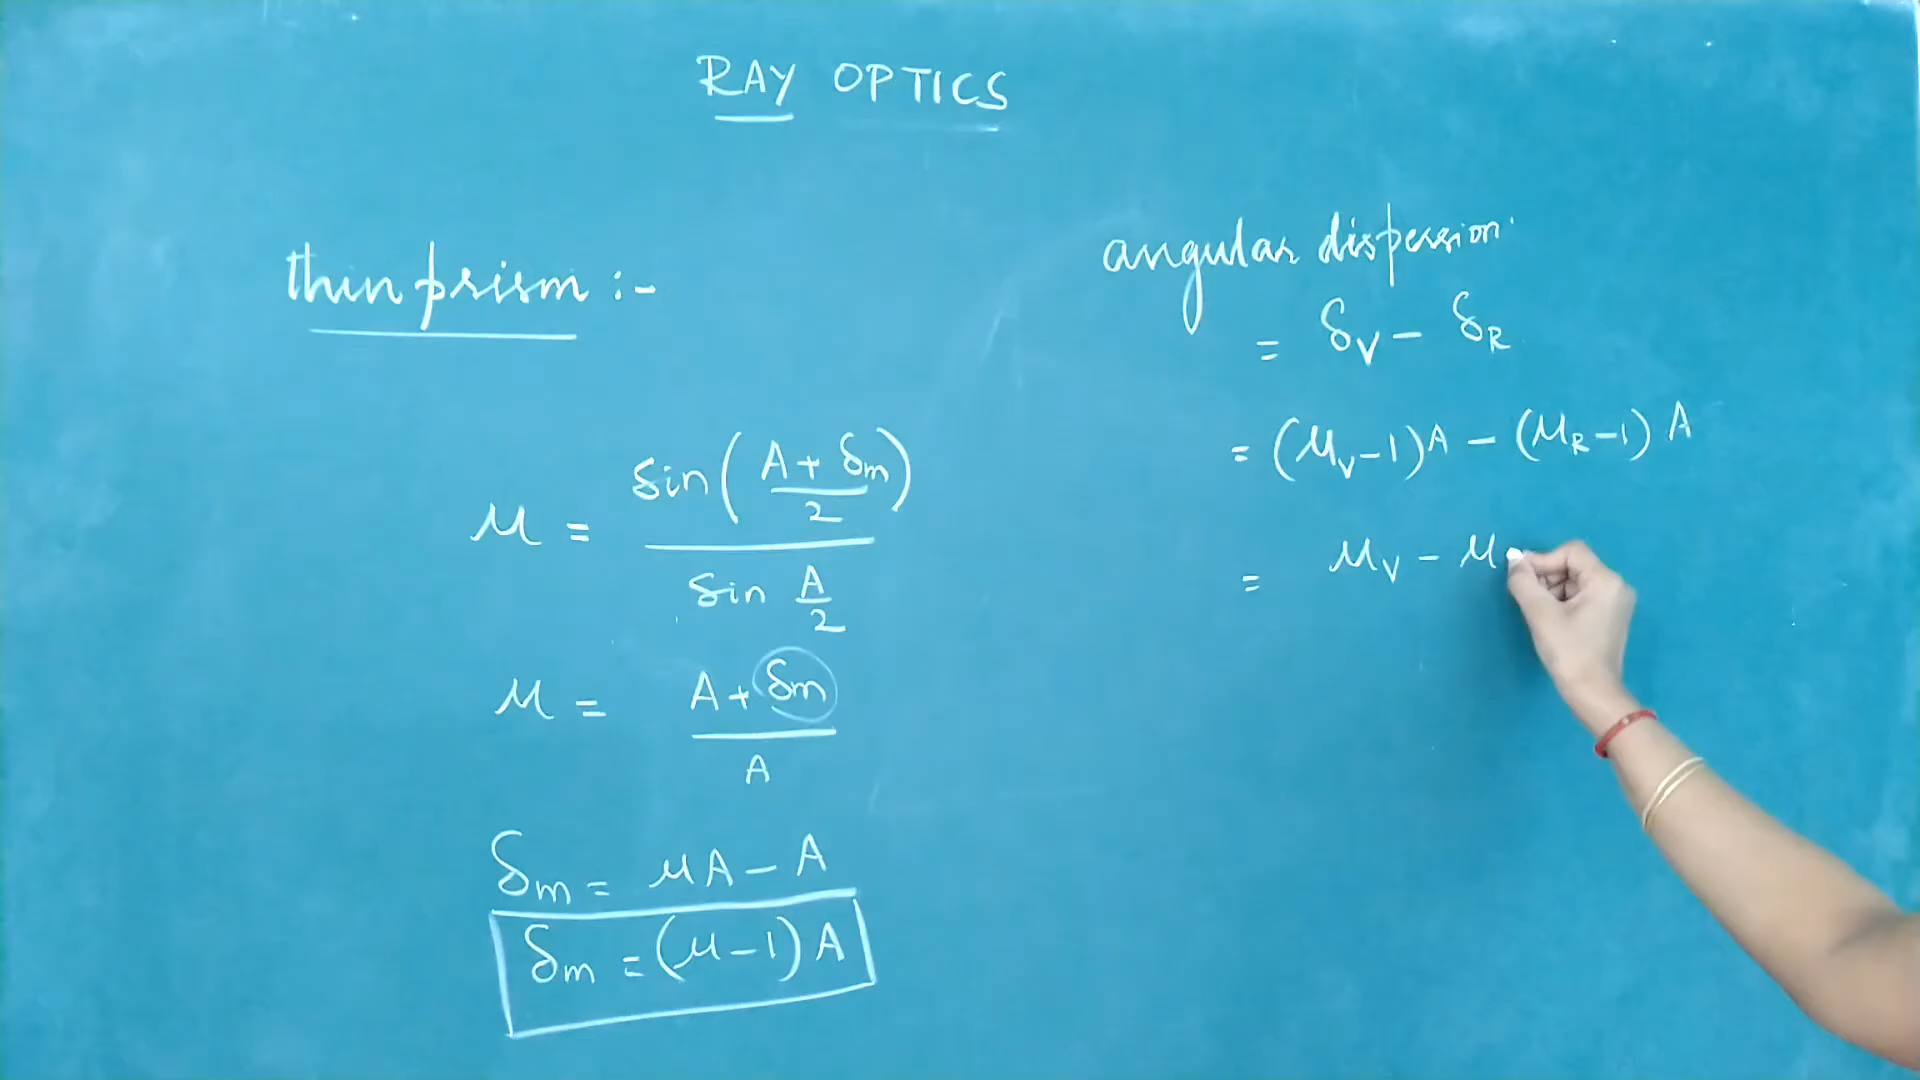 RAY OPTICS
thin prism :-
μ = sin(A + δm / 2) / sin A/2
μ = A + δm / A
δm = μA - A
δm = (μ - 1) A
angular dispersion
= δV - δR
= (μV - 1)A - (μR - 1) A
= μV - μ